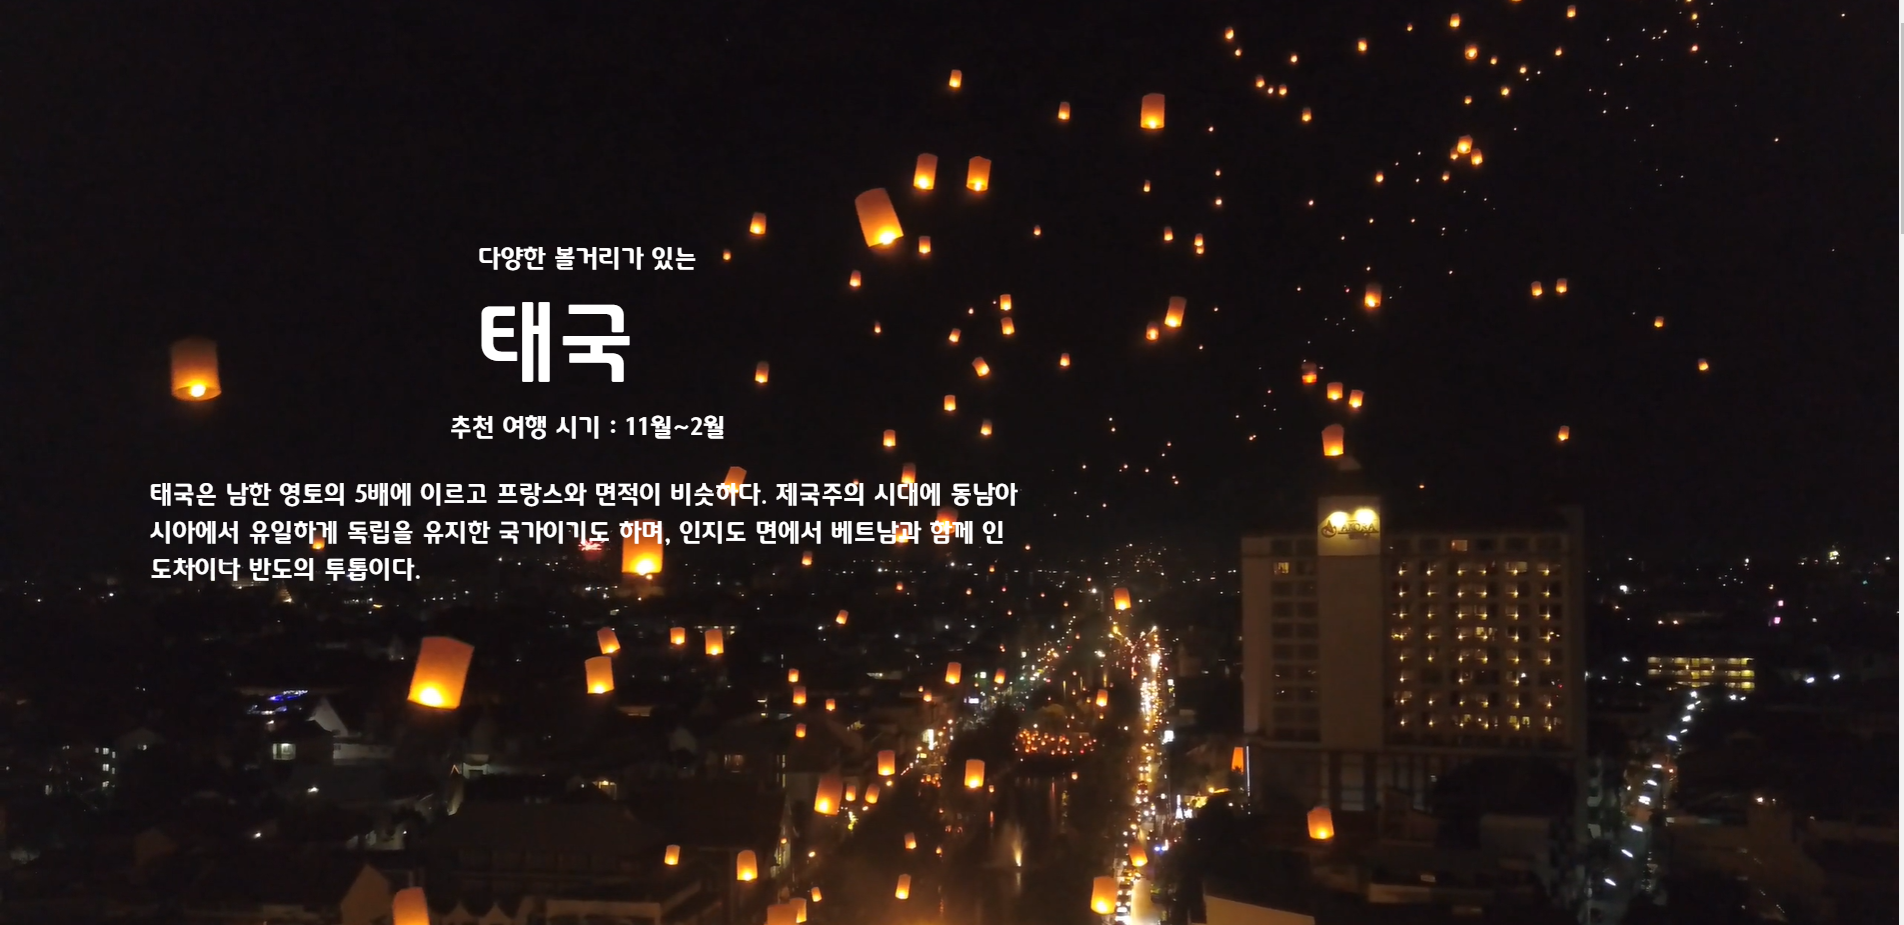 다양한 볼거리가 있는
태국
추천 여행 시기 : 11월~2월
태국은 남한 영토의 5배에 이르고 프랑스와 면적이 비슷하다. 제국주의 시대에 동남아
시아에서 유일하게 독립을 유지한 국가이기도 하며, 인지도 면에서 베트남과 함께 인
도차이나 반도의 투톱이다.